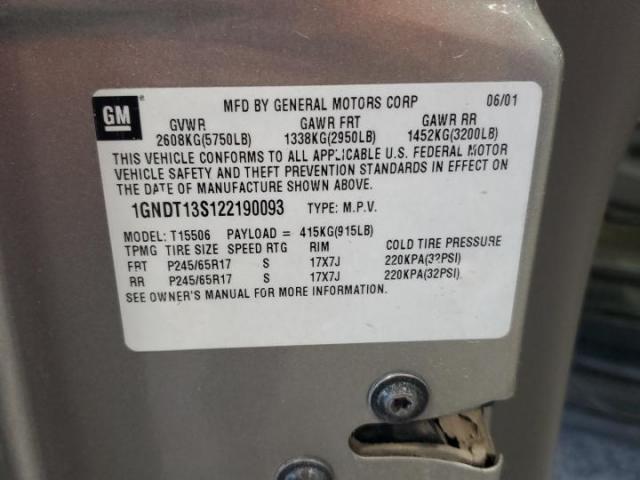 GM
MFD BY GENERAL MOTORS CORP 06/01
GVWR GAWR FRT GAWR RR
2608KG(5750LB) 1338KG(2950LB) 1452KG(3200LB)
THIS VEHICLE CONFORMS TO ALL APPLICABLE U.S. FEDERAL MOTOR
VEHICLE SAFETY AND THEFT PREVENTION STANDARDS IN EFFECT ON
THE DATE OF MANUFACTURE SHOWN ABOVE.
1GNDT13S122190093 TYPE: M.P.V.
MODEL: T15506 PAYLOAD = 415KG(915LB)
TPMG TIRE SIZE SPEED RTG RIM COLD TIRE PRESSURE
FRT P245/65R17 S 17X7J 220KPA(32PSI)
RR P245/65R17 S 17X7J 220KPA(32PSI)
SEE OWNER'S MANUAL FOR MORE INFORMATION.